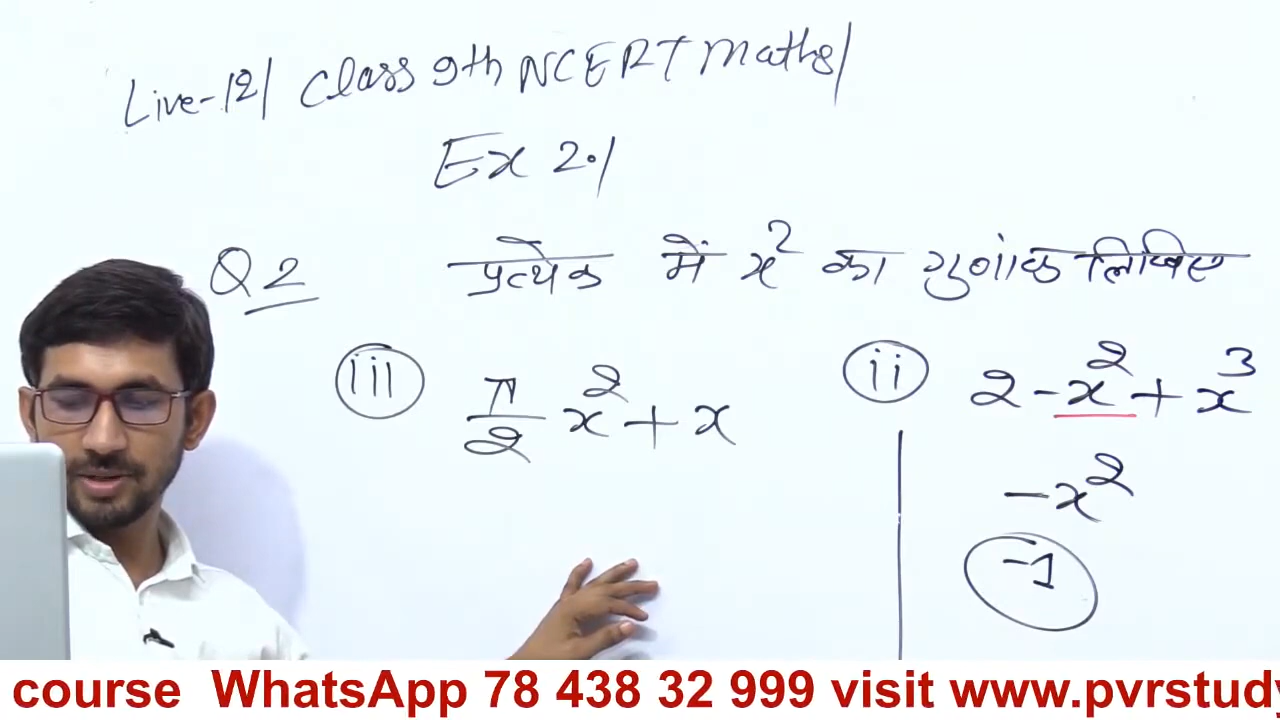 Live-12/ Class 9th NCERT Maths/
Ex 2.1
Q2 प्रत्येक में x² का गुणांक लिखिए
(iii) π/2 x² + x
(ii) 2 - x² + x³
-x²
-1
course WhatsApp 78 438 32 999 visit www.pvrstudy